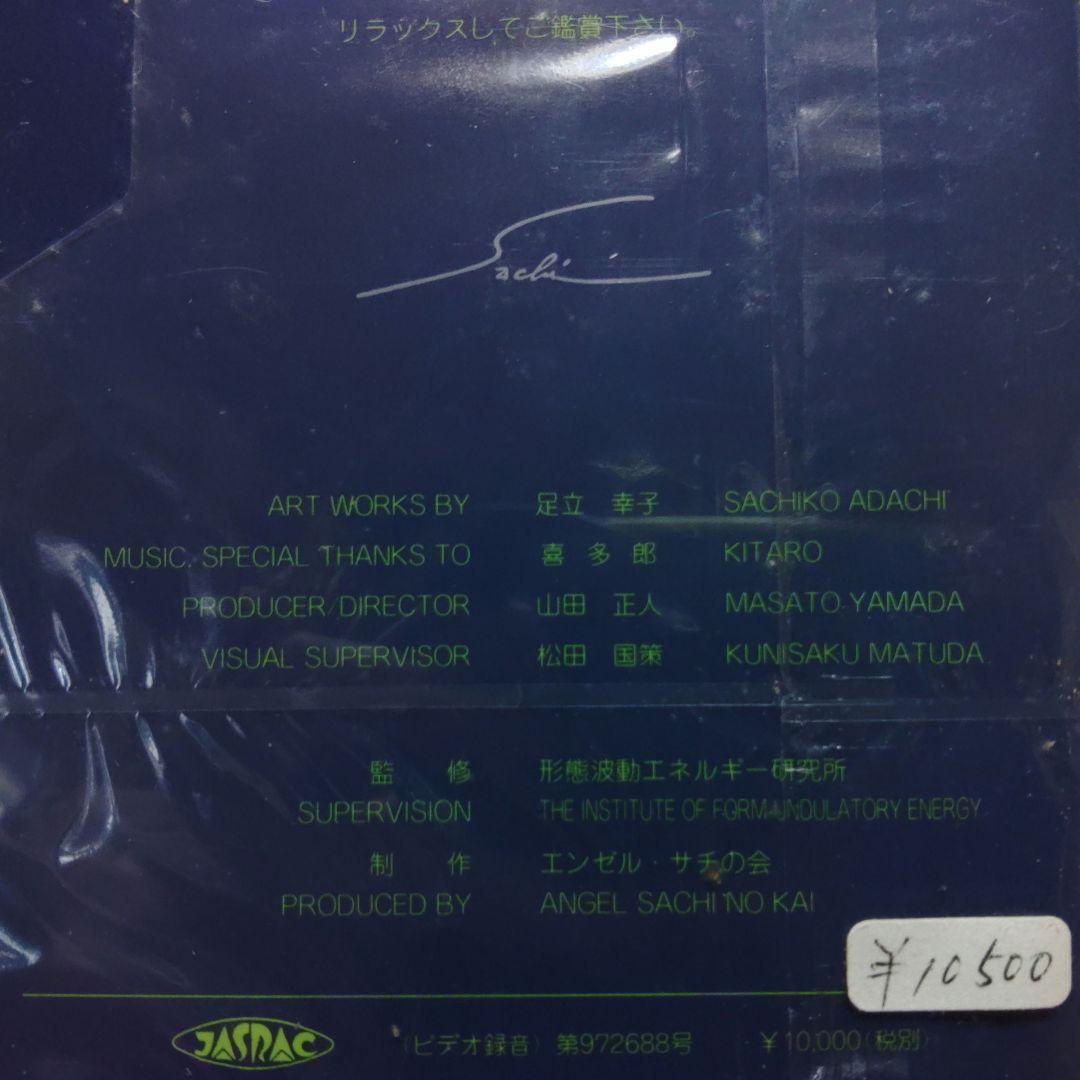 リラックスしてご鑑賞下さい。
Sachi
ART WORKS BY 足立 幸子 SACHIKO ADACHI
MUSIC, SPECIAL THANKS TO 喜多郎 KITARO
PRODUCER/DIRECTOR 山田 正人 MASATO YAMADA
VISUAL SUPERVISOR 松田 国策 KUNISAKU MATUDA
監修 形態波動エネルギー研究所
SUPERVISION THE INSTITUTE OF FORM UNDULATORY ENERGY
制作 エンゼル・サチの会
PRODUCED BY ANGEL SACHI NO KAI
¥10500
JASRAC (ビデオ録音) 第972688号 ¥10,000(税別)